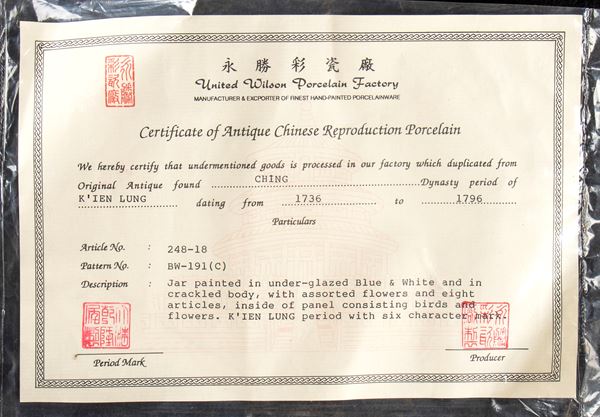 永勝彩瓷廠
United Wilson Porcelain Factory
MANUFACTURER & EXCPORTER OF FINEST HAND-PAINTED PORCELAINWARE
Certificate of Antique Chinese Reproduction Porcelain
We hereby certify that undermentioned goods is processed in our factory which duplicated from
Original Antique found CHING Dynasty period of
K'IEN LUNG dating from 1736 to 1796
Particulars
Article No. : 248-18
Pattern No. : BW-191(C)
Description : Jar painted in under-glazed Blue & White and in
crackled body, with assorted flowers and eight
articles, inside of panel consisting birds and
flowers. K'IEN LUNG period with six character mark.
Period Mark
Producer